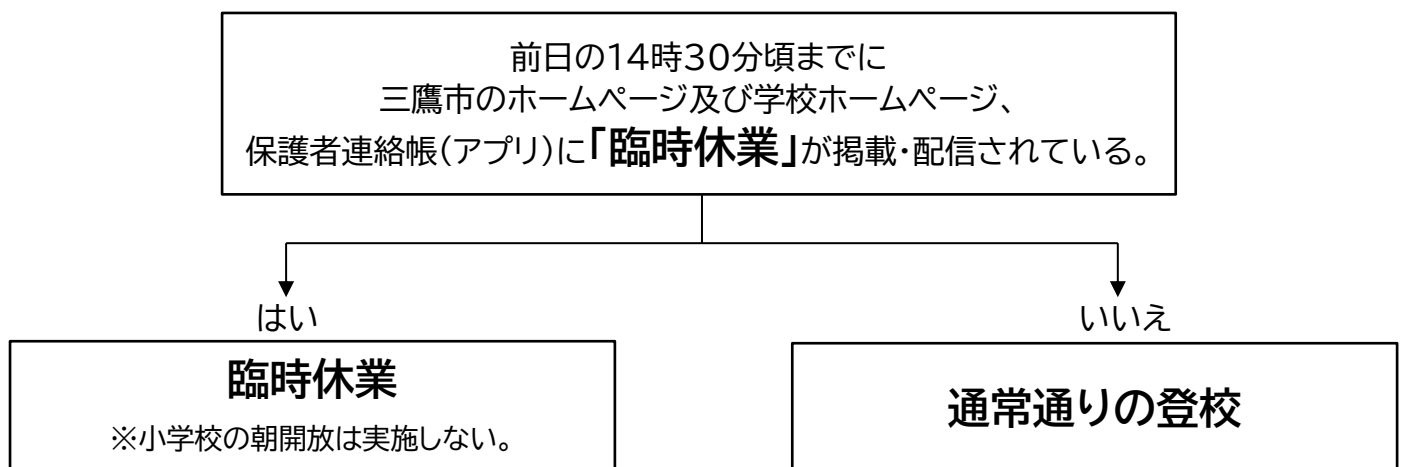 前日の14時30分頃までに
三鷹市のホームページ及び学校ホームページ、
保護者連絡帳(アプリ)に「臨時休業」が掲載・配信されている。
はい
いいえ
臨時休業
※小学校の朝開放は実施しない。
通常通りの登校